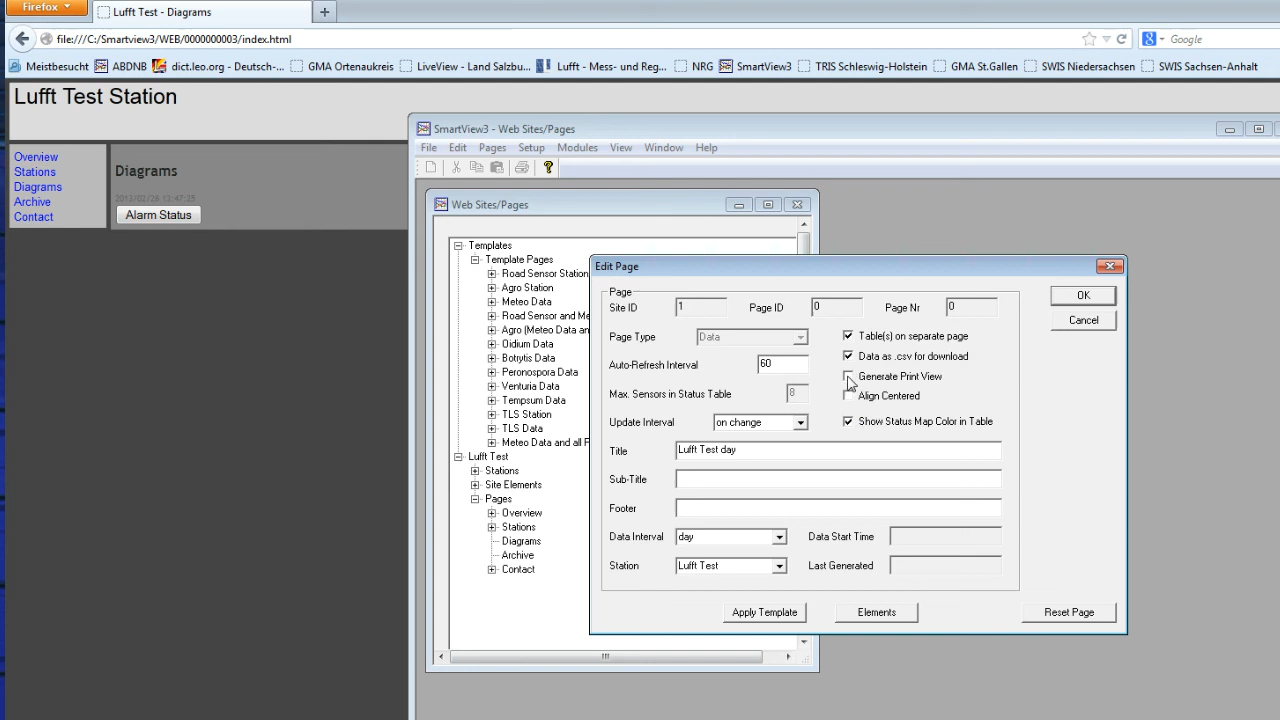 Firefox
Lufft Test - Diagrams
file:///C:/Smartview3/WEB/0000000003/index.html
Google
Meistbesucht
ABDNB
dict.leo.org - Deutsch-...
GMA Ortenaukreis
LiveView - Land Salzbu...
Lufft - Mess- und Reg...
NRG
SmartView3
TRIS Schleswig-Holstein
GMA St.Gallen
SWIS Niedersachsen
SWIS Sachsen-Anhalt
Lufft Test Station
Overview
Stations
Diagrams
Archive
Contact
Diagrams
Alarm Status
SmartView3 - Web Sites/Pages
File Edit Pages Setup Modules View Window Help
Web Sites/Pages
Templates
Template Pages
Road Sensor Station
Agro Station
Meteo Data
Road Sensor and Me
Agro (Meteo Data an
Oidium Data
Botrytis Data
Peronospora Data
Venturia Data
Tempsum Data
TLS Station
TLS Data
Meteo Data and all F
Lufft Test
Stations
Site Elements
Pages
Overview
Stations
Diagrams
Archive
Contact
Edit Page
Page
Site ID 1 Page ID 0 Page Nr 0
OK
Cancel
Page Type Data
Table(s) on separate page
Auto-Refresh Interval 60
Data as .csv for download
Generate Print View
Max. Sensors in Status Table 8
Align Centered
Update Interval on change
Show Status Map Color in Table
Title Lufft Test day
Sub-Title
Footer
Data Interval day Data Start Time
Station Lufft Test Last Generated
Apply Template Elements Reset Page